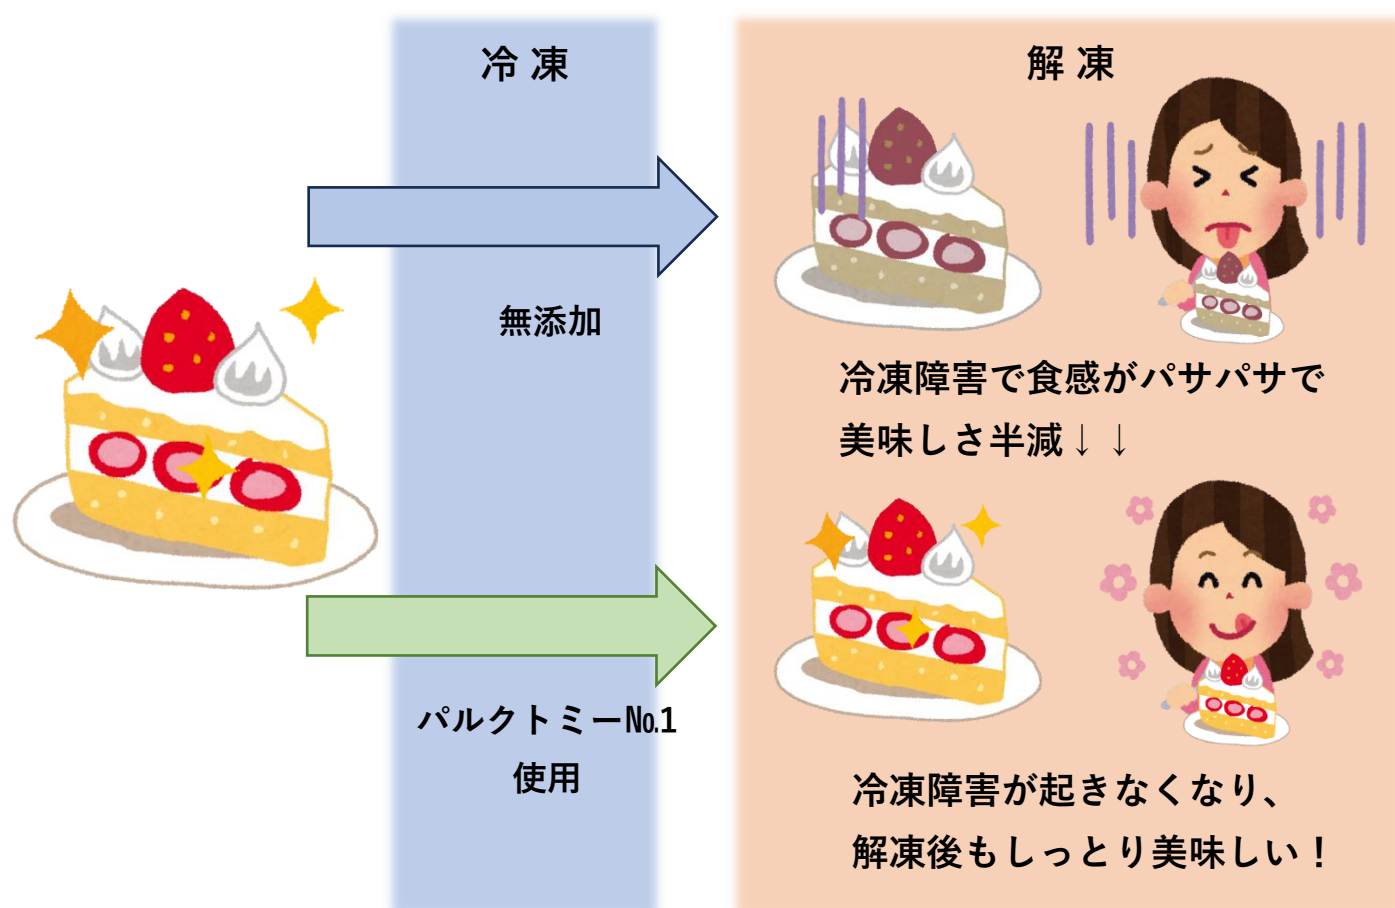 冷凍
解凍
無添加
冷凍障害で食感がパサパサで
美味しさ半減↓↓
パルクトミー№1
使用
冷凍障害が起きなくなり、
解凍後もしっとり美味しい！